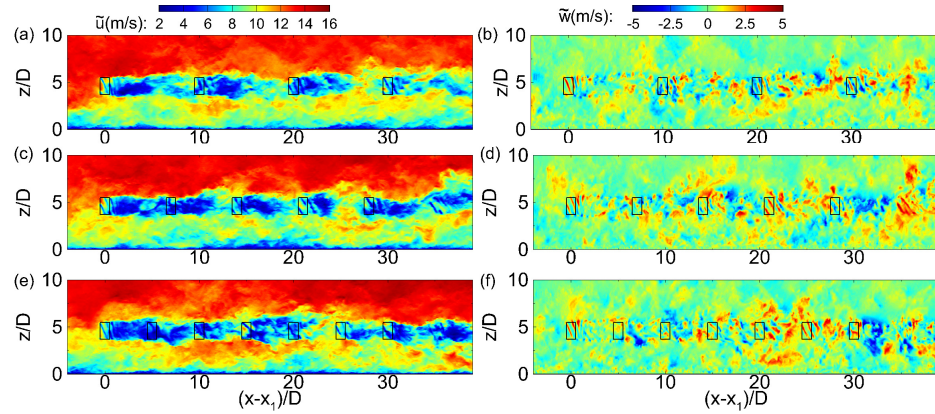 ũ(m/s): 2 4 6 8 10 12 14 16
w̃(m/s): -5 -2.5 0 2.5 5
(a) 10 5 0 z/D 0 10 20 30
(b) 10 5 0 z/D 0 10 20 30
(c) 10 5 0 z/D 0 10 20 30
(d) 10 5 0 z/D 0 10 20 30
(e) 10 5 0 z/D 0 10 20 30
(x-x₁)/D
(f) 10 5 0 z/D 0 10 20 30
(x-x₁)/D